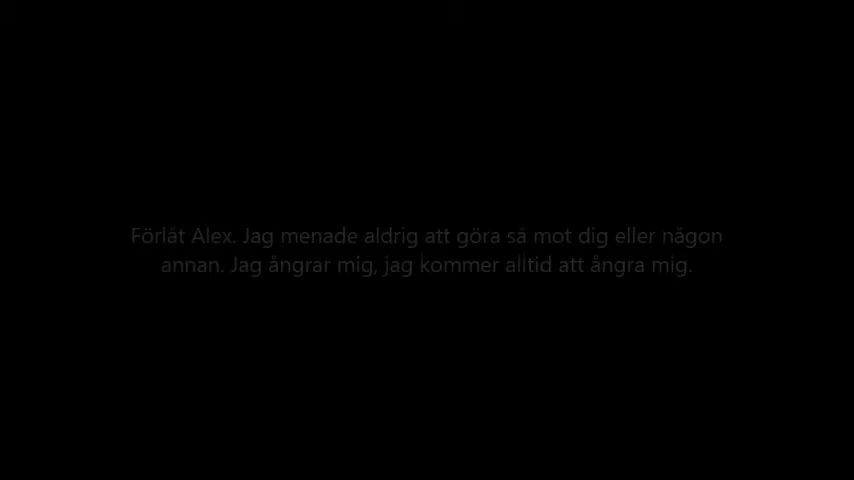 Förlåt Alex. Jag menade aldrig att göra så mot dig eller någon
annan. Jag ångrar mig, jag kommer alltid att ångra mig.